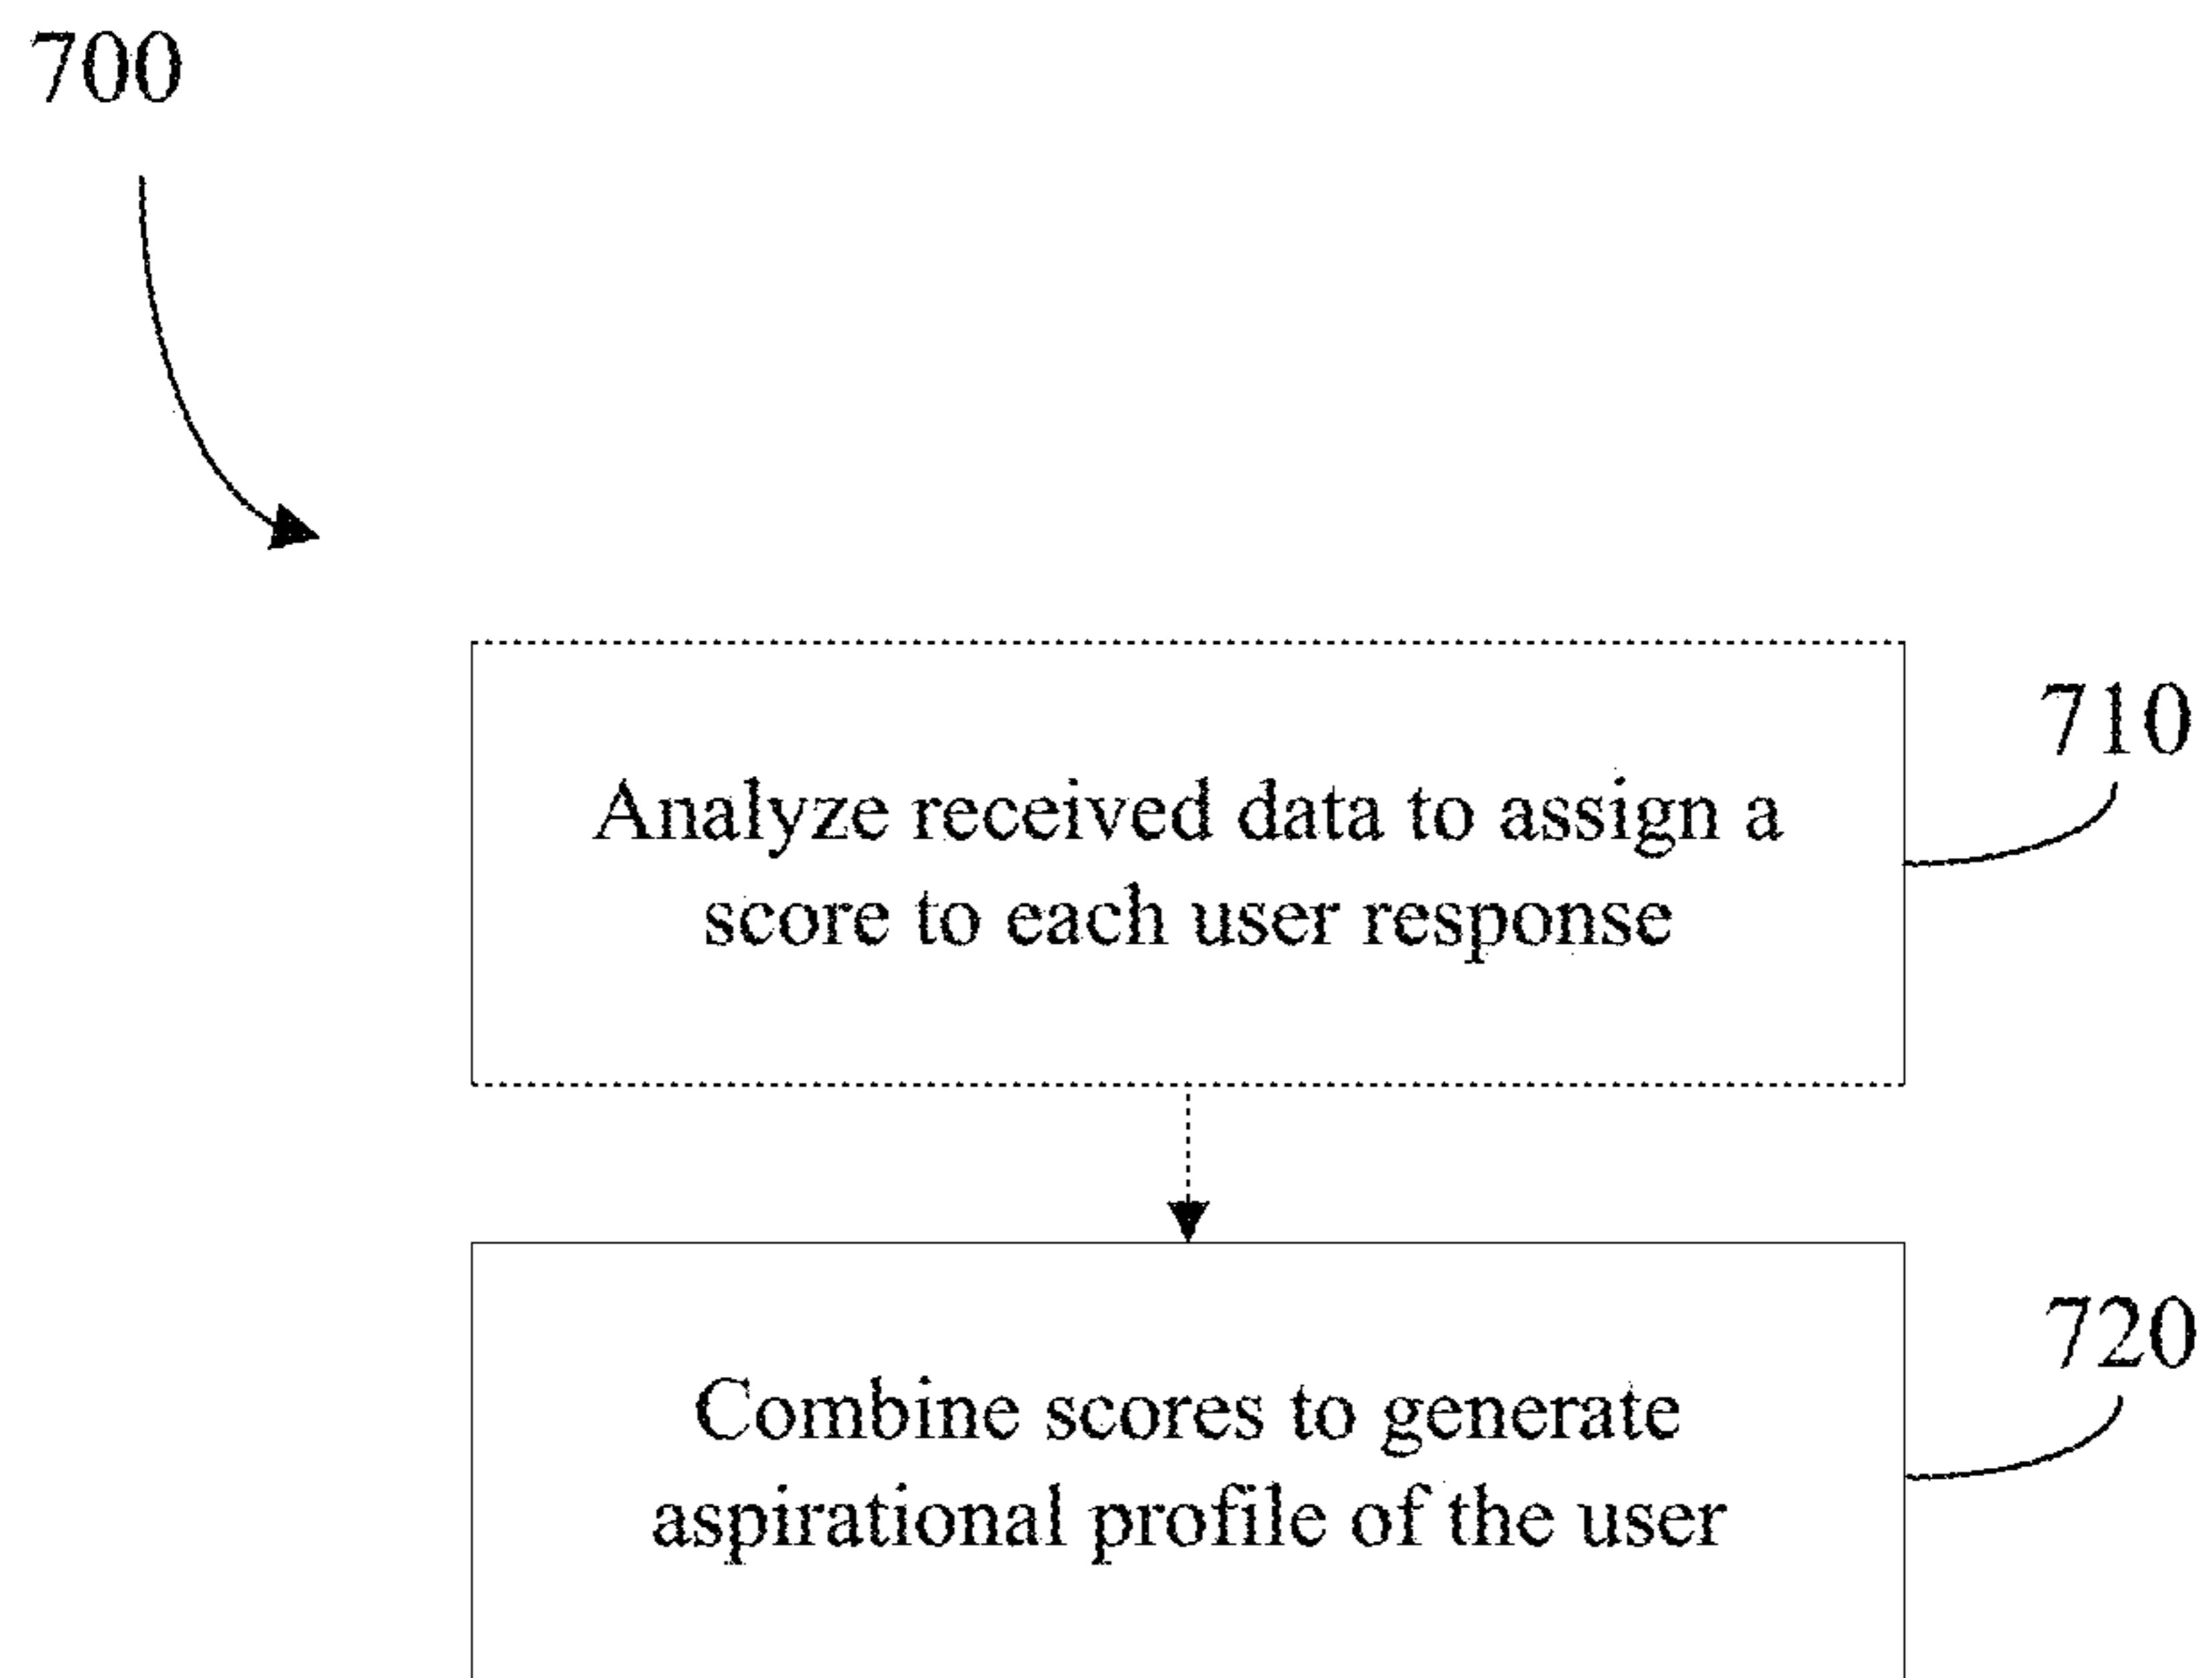 700
710
Analyze received data to assign a
score to each user response
720
Combine scores to generate
aspirational profile of the user